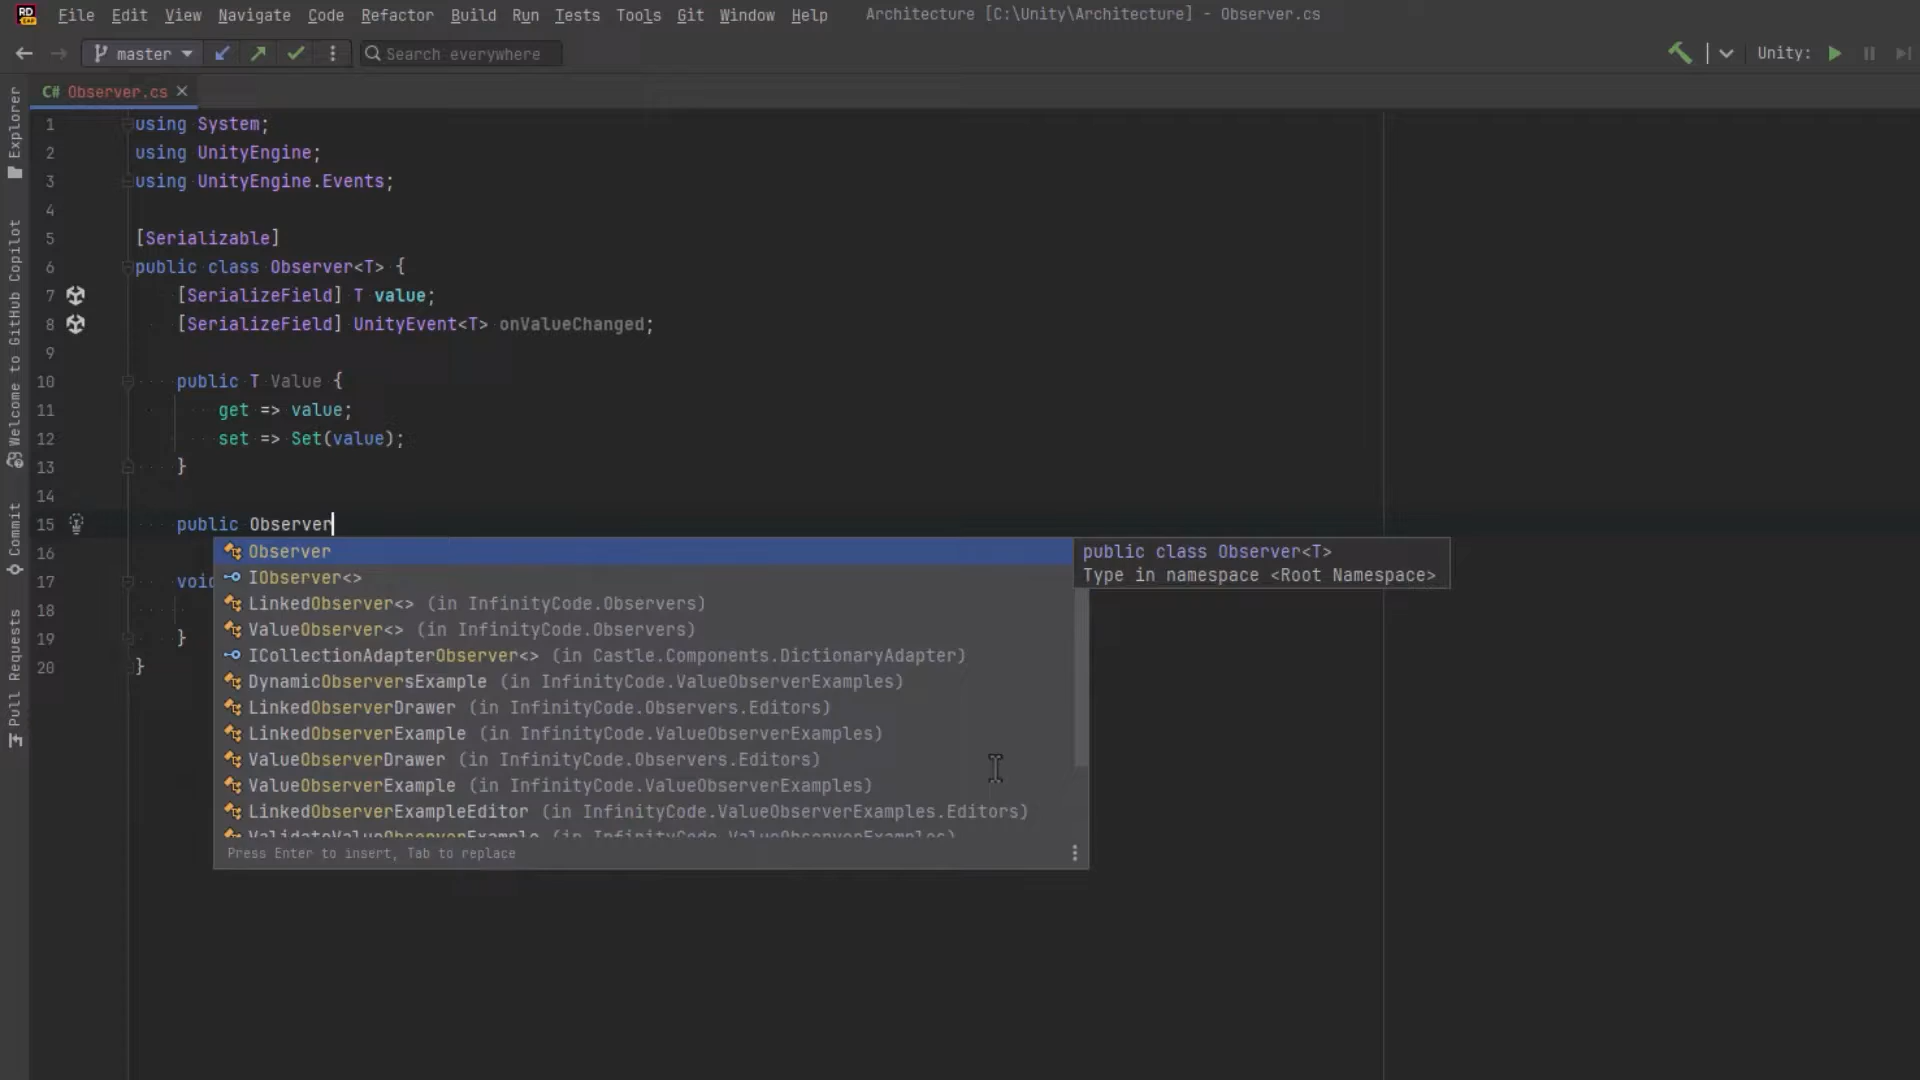 RD
EAP
File Edit View Navigate Code Refactor Build Run Tests Tools Git Window Help Architecture [C:\Unity\Architecture] - Observer.cs
master Search everywhere Unity:
C# Observer.cs
Explorer
Welcome to GitHub Copilot
Commit
Pull Requests
1 using System;
2 using UnityEngine;
3 using UnityEngine.Events;
4
5 [Serializable]
6 public class Observer<T> {
7 [SerializeField] T value;
8 [SerializeField] UnityEvent<T> onValueChanged;
9
10 public T Value {
11 get => value;
12 set => Set(value);
13 }
14
15 public Observer
16
17 void
18
19 }
20 }
Observer
IObserver<>
LinkedObserver<> (in InfinityCode.Observers)
ValueObserver<> (in InfinityCode.Observers)
ICollectionAdapterObserver<> (in Castle.Components.DictionaryAdapter)
DynamicObserversExample (in InfinityCode.ValueObserverExamples)
LinkedObserverDrawer (in InfinityCode.Observers.Editors)
LinkedObserverExample (in InfinityCode.ValueObserverExamples)
ValueObserverDrawer (in InfinityCode.Observers.Editors)
ValueObserverExample (in InfinityCode.ValueObserverExamples)
LinkedObserverExampleEditor (in InfinityCode.ValueObserverExamples.Editors)
ValidateValueObserverExample (in InfinityCode.ValueObserverExamples)
Press Enter to insert, Tab to replace
public class Observer<T>
Type in namespace <Root Namespace>